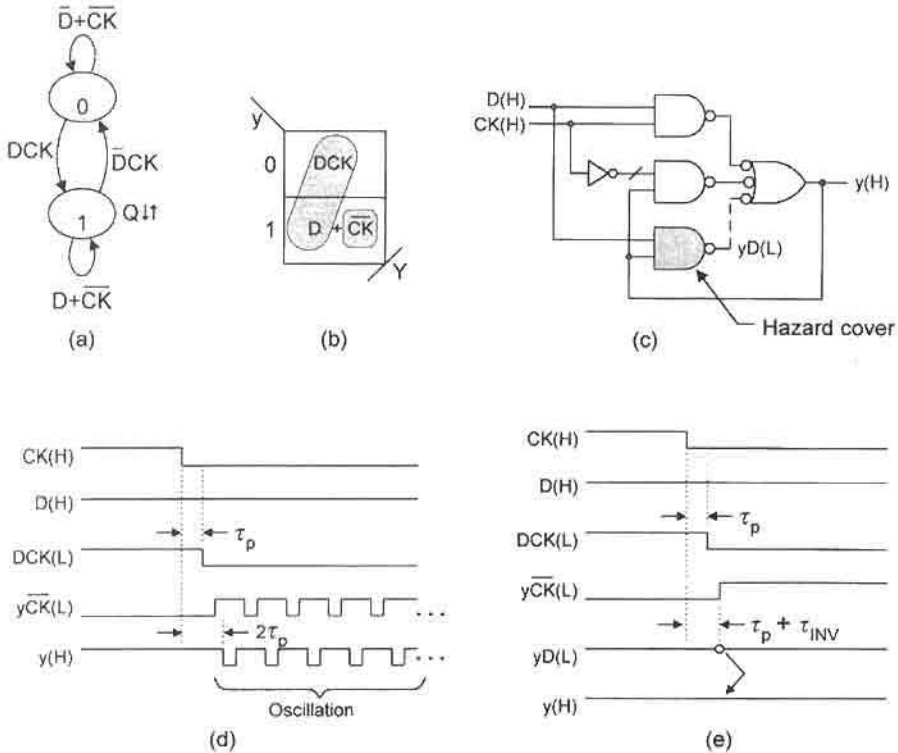 D̅+C̅K̅
0
DCK
D̅CK
1
Q↓↑
D+C̅K̅
(a)
y
0
DCK
1
D + C̅K̅
Y
(b)
D(H)
CK(H)
y(H)
yD(L)
Hazard cover
(c)
CK(H)
D(H)
τp
DCK(L)
yC̅K̅(L)
2τp
y(H)
Oscillation
(d)
CK(H)
D(H)
τp
DCK(L)
yC̅K̅(L)
τp + τINV
yD(L)
y(H)
(e)